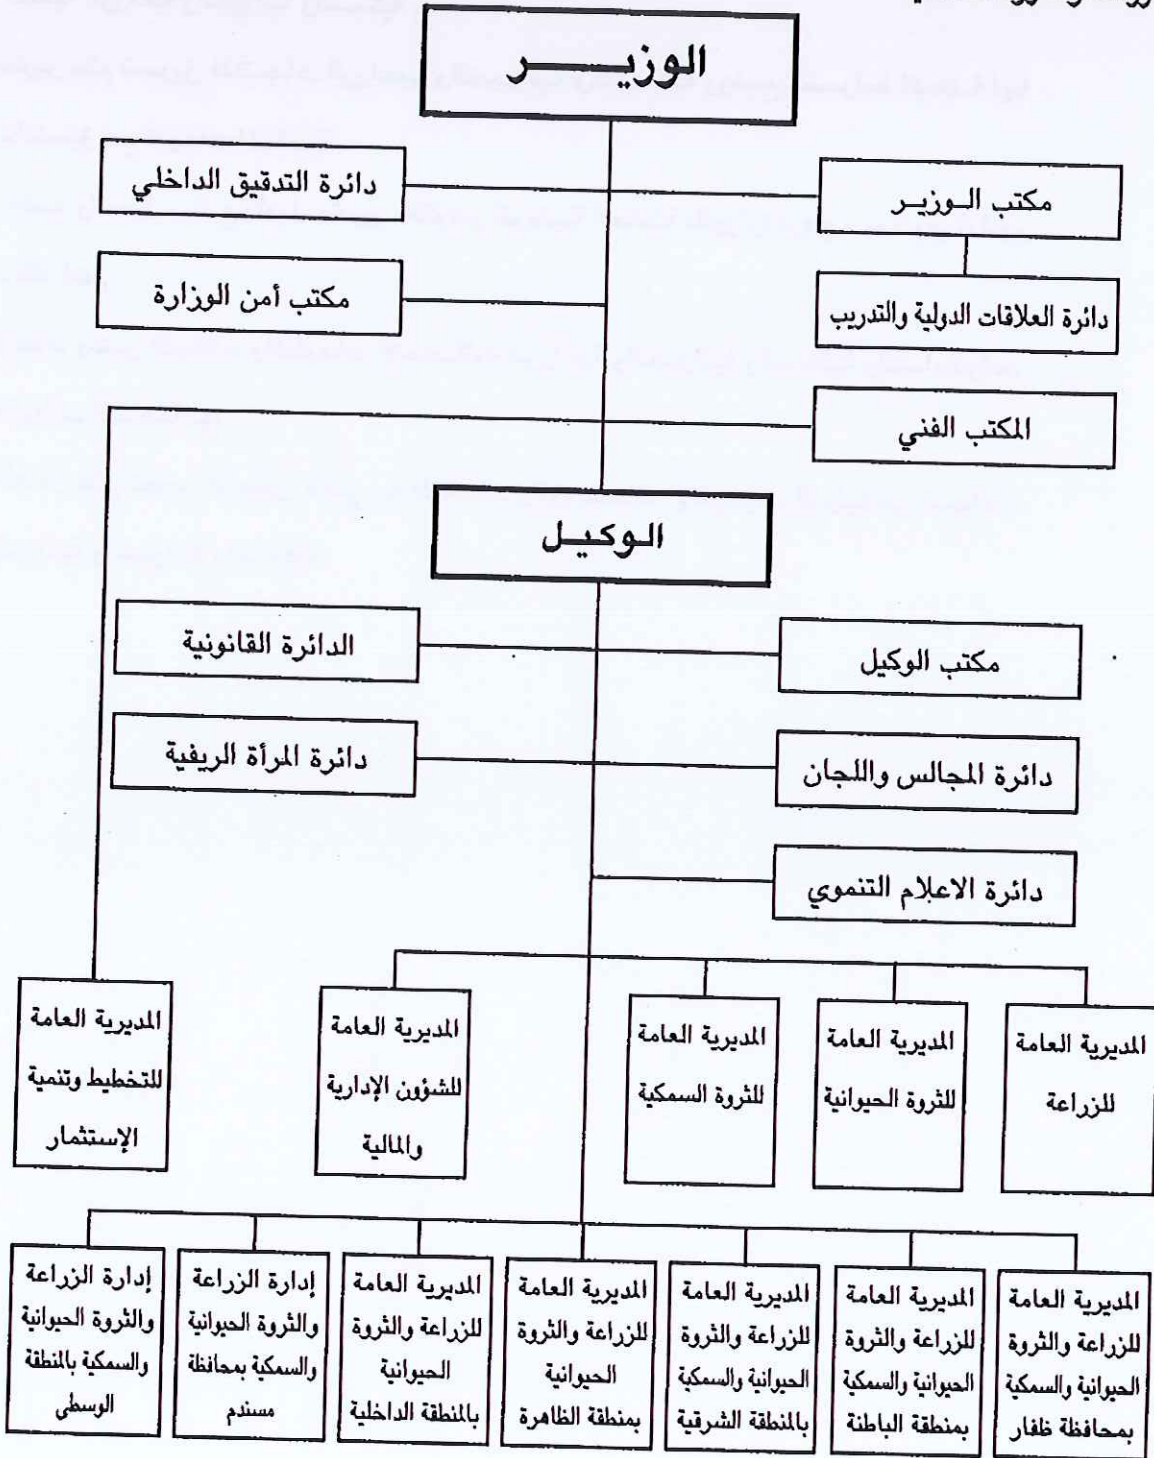 الوزيـــــر
مكتب الـوزيـر
دائرة التدقيق الداخلي
دائرة العلاقات الدولية والتدريب
مكتب أمن الوزارة
المكتب الفني
الـوكـيـل
مكتب الوكيل
الدائرة القانونية
دائرة المجالس واللجان
دائرة المرأة الريفية
دائرة الاعلام التنموي
المديرية العامة
للزراعة
المديرية العامة
للثروة الحيوانية
المديرية العامة
للثروة السمكية
المديرية العامة
للشؤون الإدارية
والمالية
المديرية العامة
للتخطيط وتنمية
الإستثمار
المديرية العامة
للزراعة والثروة
الحيوانية والسمكية
بمحافظة ظفار
المديرية العامة
للزراعة والثروة
الحيوانية والسمكية
بمنطقة الباطنة
المديرية العامة
للزراعة والثروة
الحيوانية والسمكية
بالمنطقة الشرقية
المديرية العامة
للزراعة والثروة
الحيوانية
بمنطقة الظاهرة
المديرية العامة
للزراعة والثروة
الحيوانية
بالمنطقة الداخلية
إدارة الزراعة
والثروة الحيوانية
والسمكية بمحافظة
مسندم
إدارة الزراعة
والثروة الحيوانية
والسمكية بالمنطقة
الوسطى